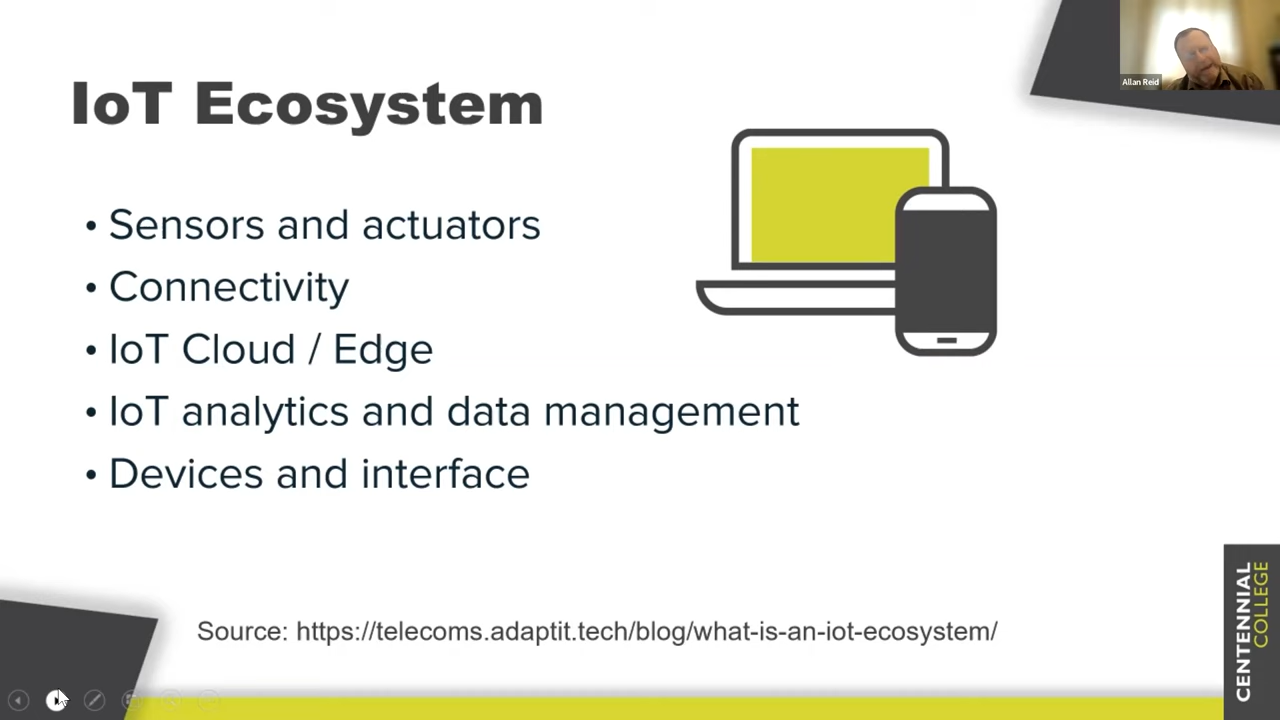 Allan Reid
IoT Ecosystem
• Sensors and actuators
• Connectivity
• IoT Cloud / Edge
• IoT analytics and data management
• Devices and interface
Source: https://telecoms.adaptit.tech/blog/what-is-an-iot-ecosystem/
CENTENNIAL
COLLEGE